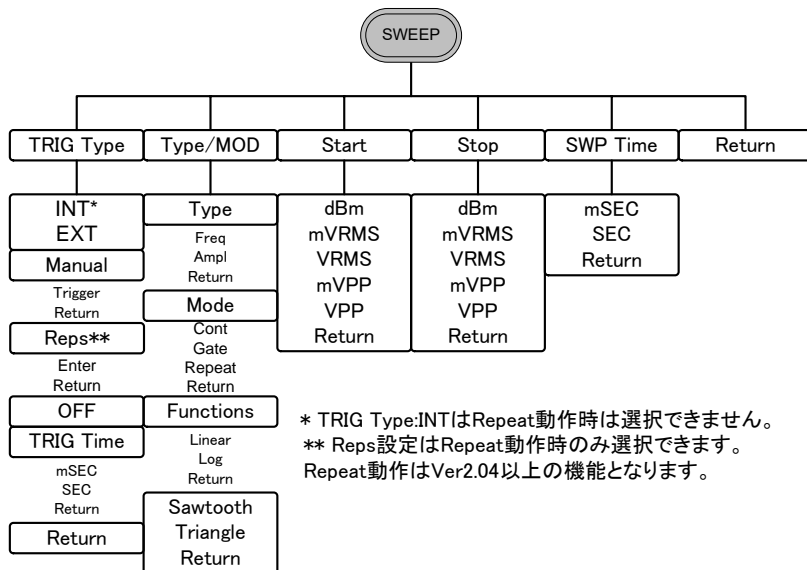 SWEEP
TRIG Type
Type/MOD
Start
Stop
SWP Time
Return
INT*
EXT
Manual
Trigger
Return
Reps**
Enter
Return
OFF
TRIG Time
mSEC
SEC
Return
Return
Type
Freq
Ampl
Return
Mode
Cont
Gate
Repeat
Return
Functions
Linear
Log
Return
Sawtooth
Triangle
Return
dBm
mVRMS
VRMS
mVPP
VPP
Return
dBm
mVRMS
VRMS
mVPP
VPP
Return
mSEC
SEC
Return
* TRIG Type:INTはRepeat動作時は選択できません。
** Reps設定はRepeat動作時のみ選択できます。
Repeat動作はVer2.04以上の機能となります。